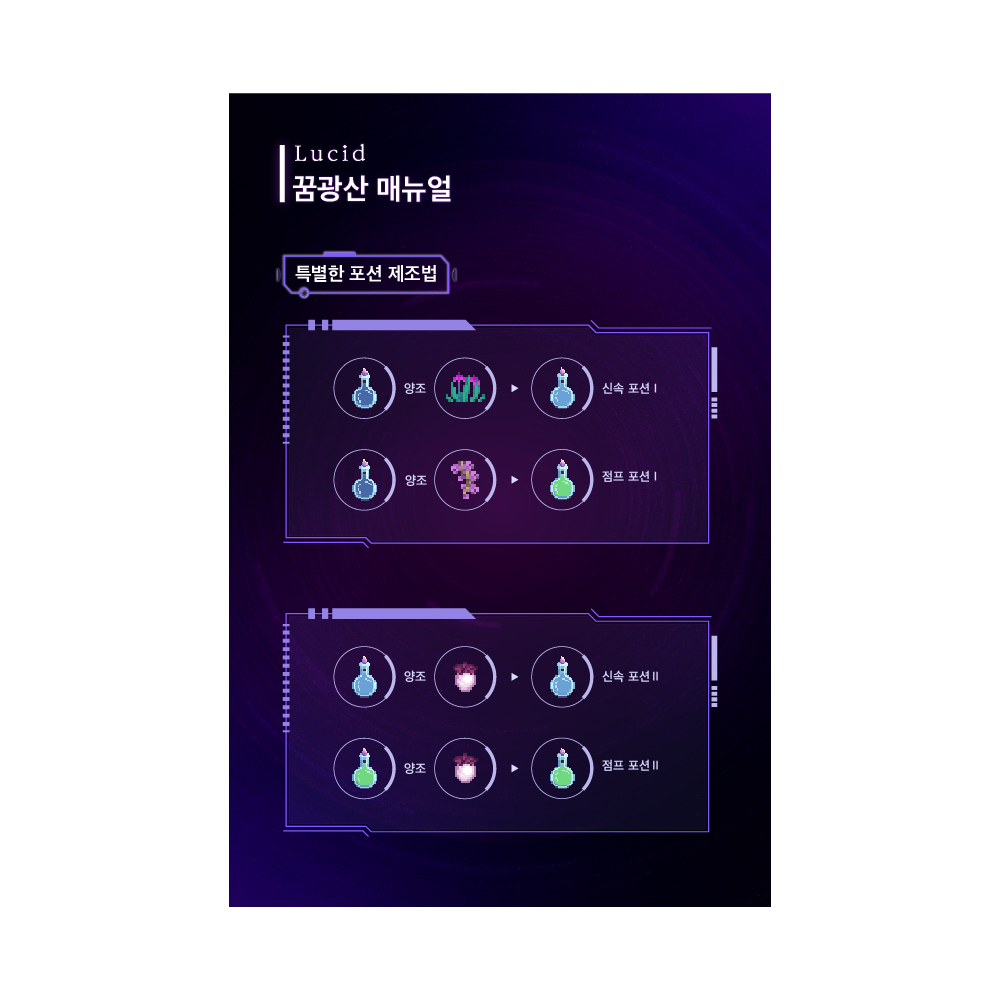 Lucid
꿈광산 매뉴얼
특별한 포션 제조법
양조 신속 포션 I
양조 점프 포션 I
양조 신속 포션 II
양조 점프 포션 II